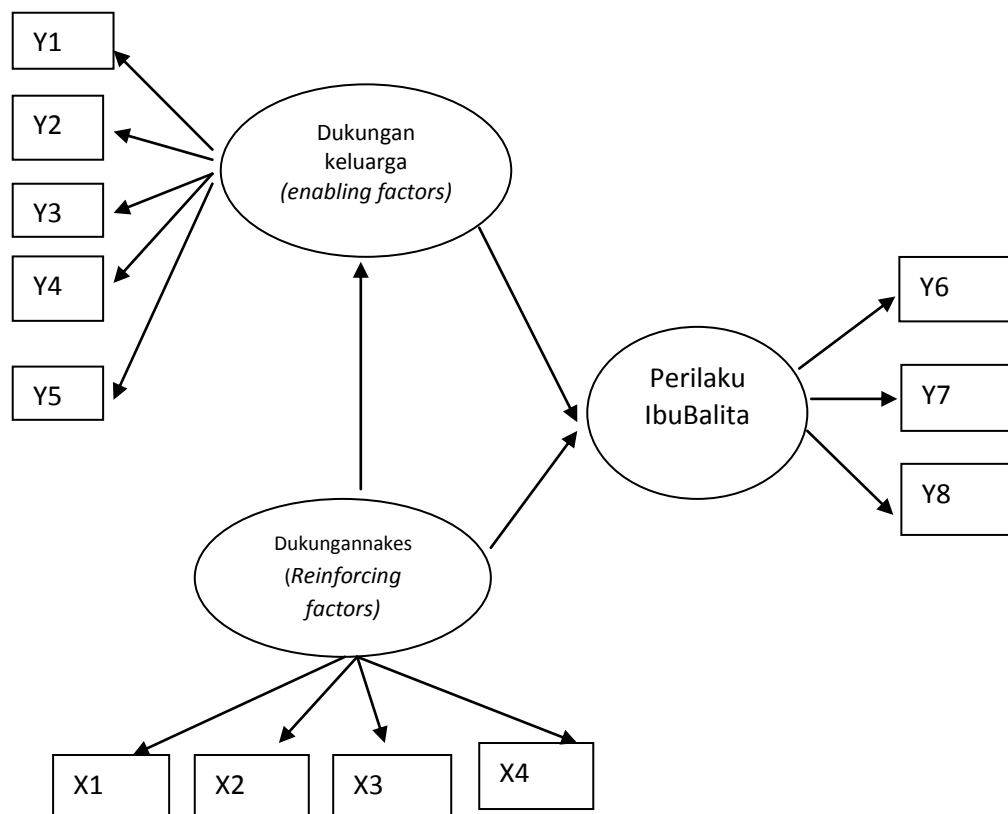 Y1
Y2
Y3
Y4
Y5
Dukungan
keluarga
(enabling factors)
Y6
Y7
Y8
Perilaku
IbuBalita
Dukungannakes
(Reinforcing
factors)
X1
X2
X3
X4